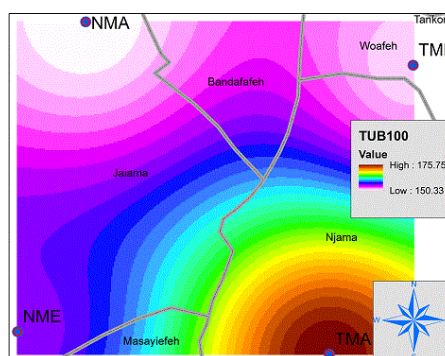 Tankor
NMA
Woafeh
TM
Bandafafeh
TUB100
Value
High : 175.75
Low : 150.33
Jaiama
Njama
N
W
E
S
NME
Masayiefeh
TMA